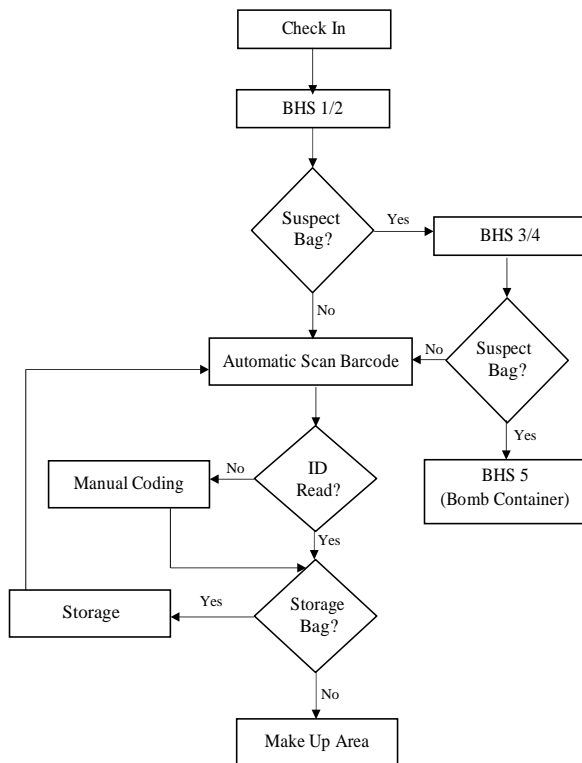 Check In
BHS 1/2
Suspect
Bag?
Yes
BHS 3/4
No
Automatic Scan Barcode
No
Suspect
Bag?
Yes
BHS 5
(Bomb Container)
ID
Read?
No
Manual Coding
Yes
Storage
Bag?
Yes
Storage
No
Make Up Area